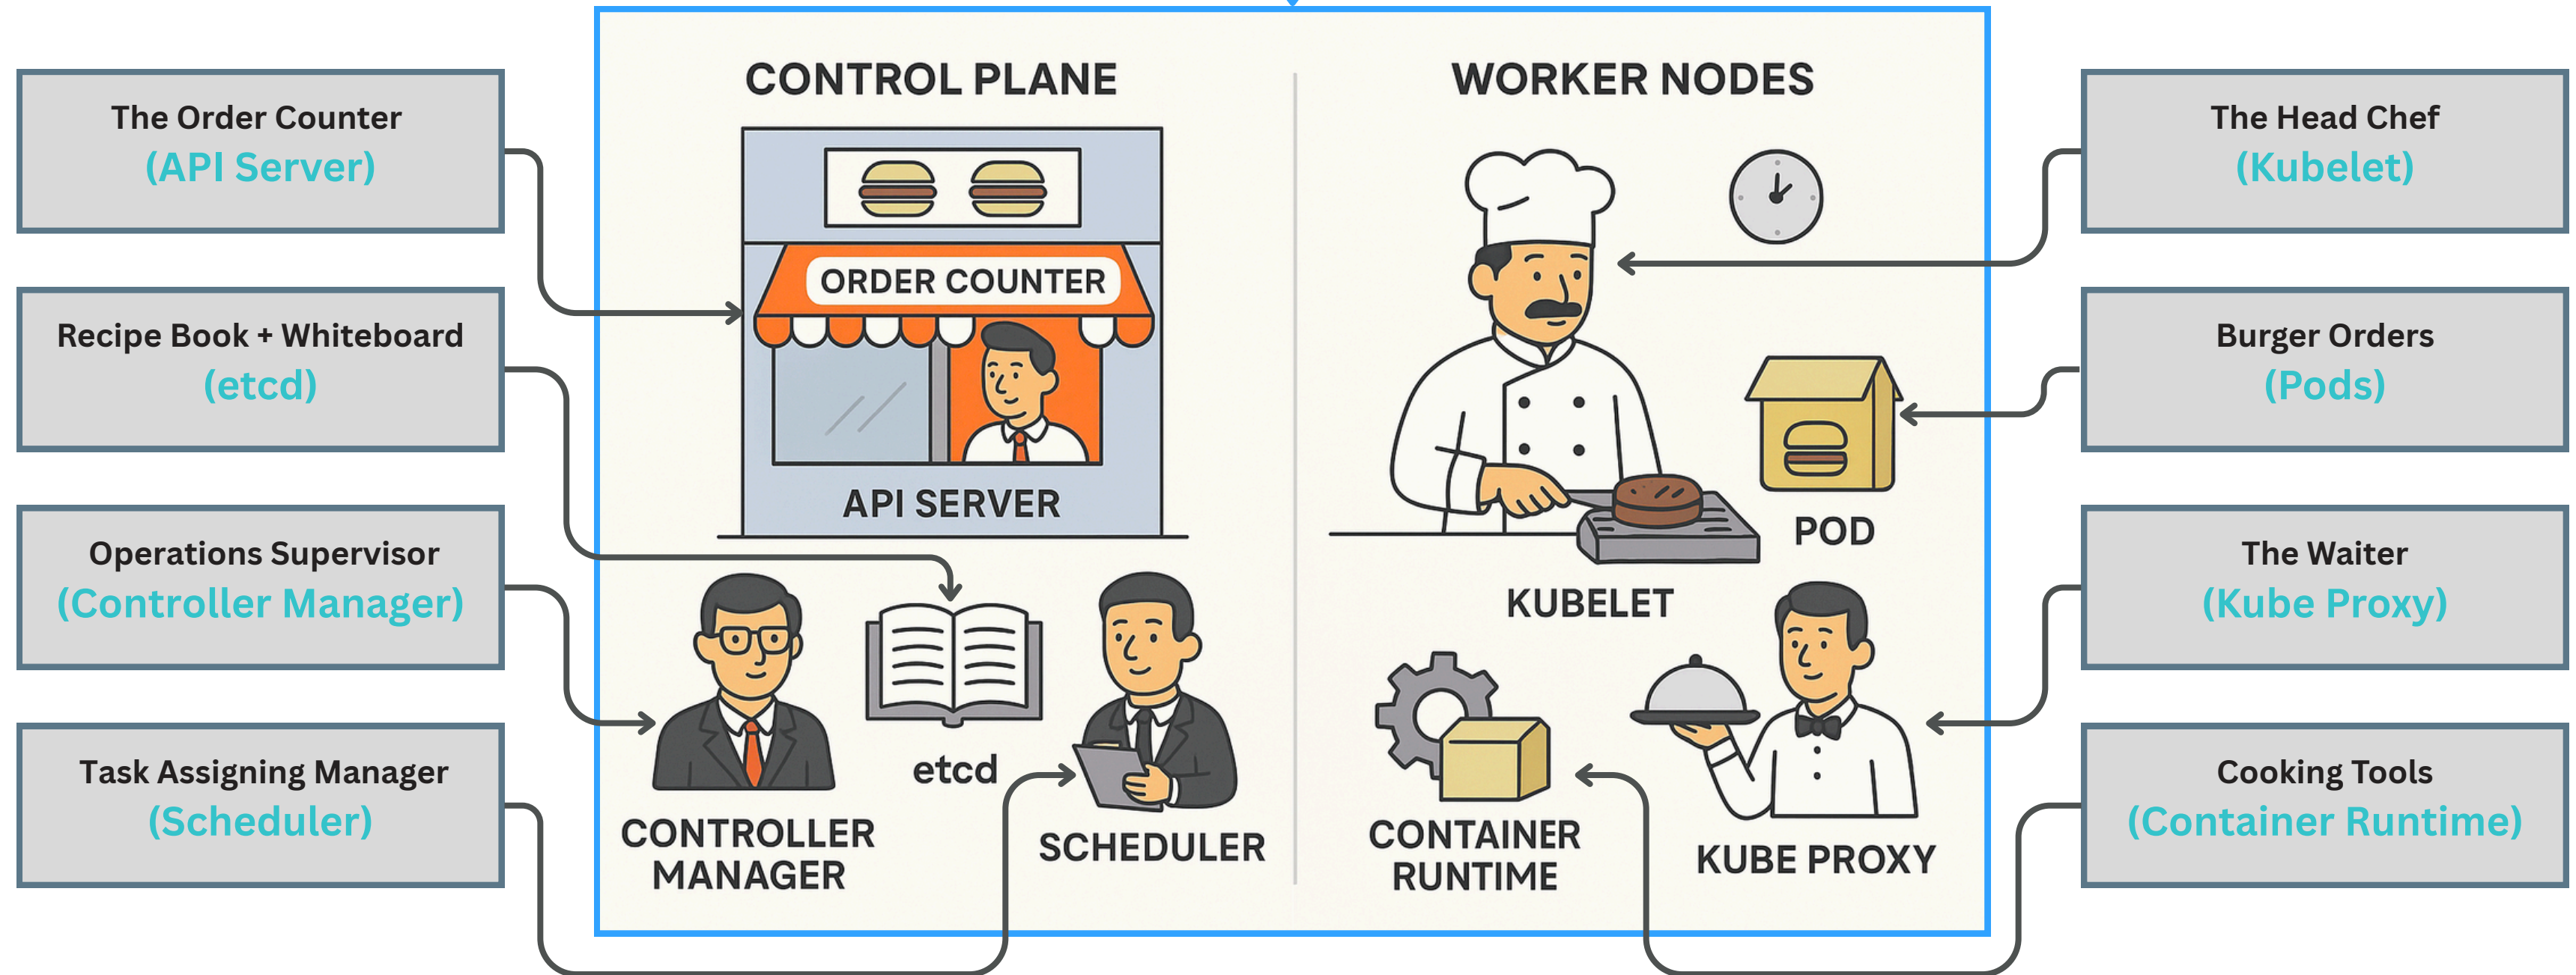 The Order Counter
(API Server)
Recipe Book + Whiteboard
(etcd)
Operations Supervisor
(Controller Manager)
Task Assigning Manager
(Scheduler)
CONTROL PLANE
ORDER COUNTER
API SERVER
CONTROLLER
MANAGER
etcd
SCHEDULER
WORKER NODES
KUBELET
POD
CONTAINER
RUNTIME
KUBE PROXY
The Head Chef
(Kubelet)
Burger Orders
(Pods)
The Waiter
(Kube Proxy)
Cooking Tools
(Container Runtime)